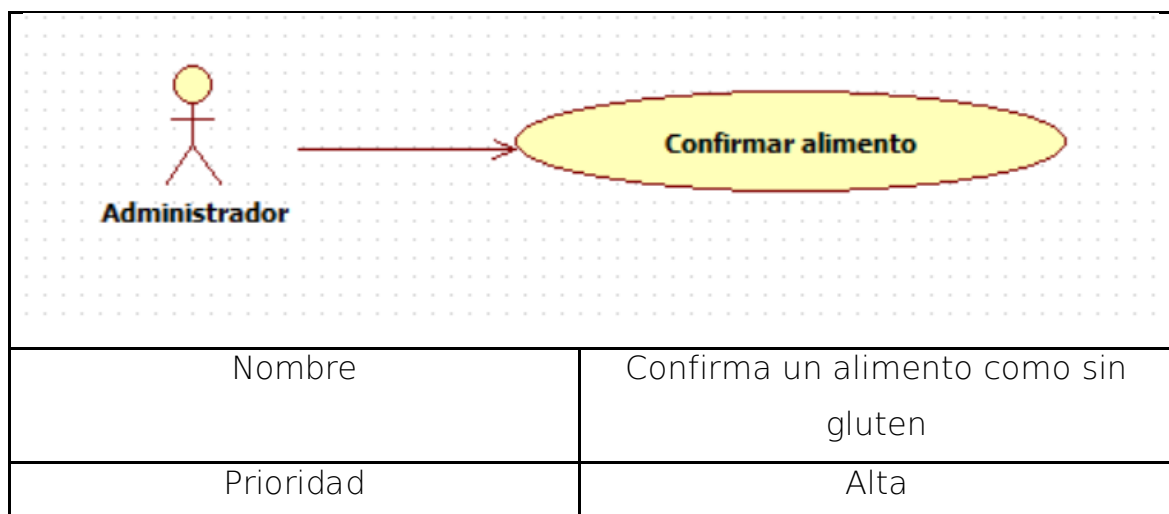 Confirmar alimento
Administrador
Nombre
Confirma un alimento como sin
gluten
Prioridad
Alta